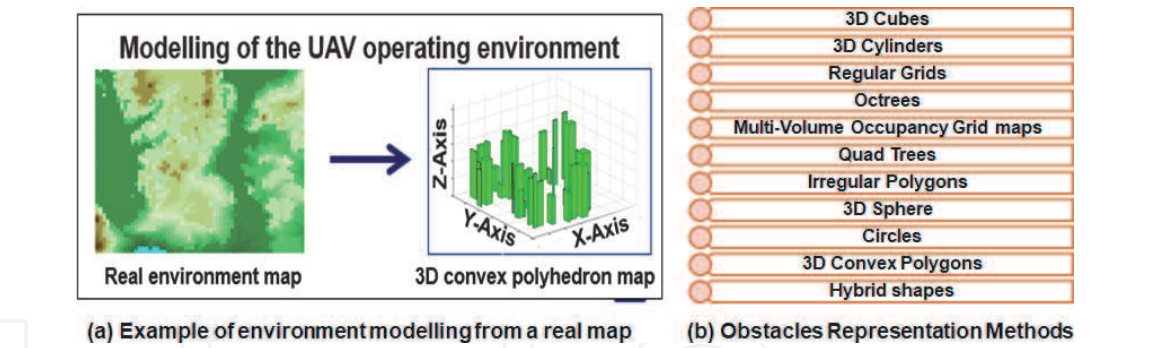 Modelling of the UAV operating environment
Z-Axis
Y-Axis
X-Axis
Real environment map
3D convex polyhedron map
(a) Example of environment modelling from a real map
3D Cubes
3D Cylinders
Regular Grids
Octrees
Multi-Volume Occupancy Grid maps
Quad Trees
Irregular Polygons
3D Sphere
Circles
3D Convex Polygons
Hybrid shapes
(b) Obstacles Representation Methods